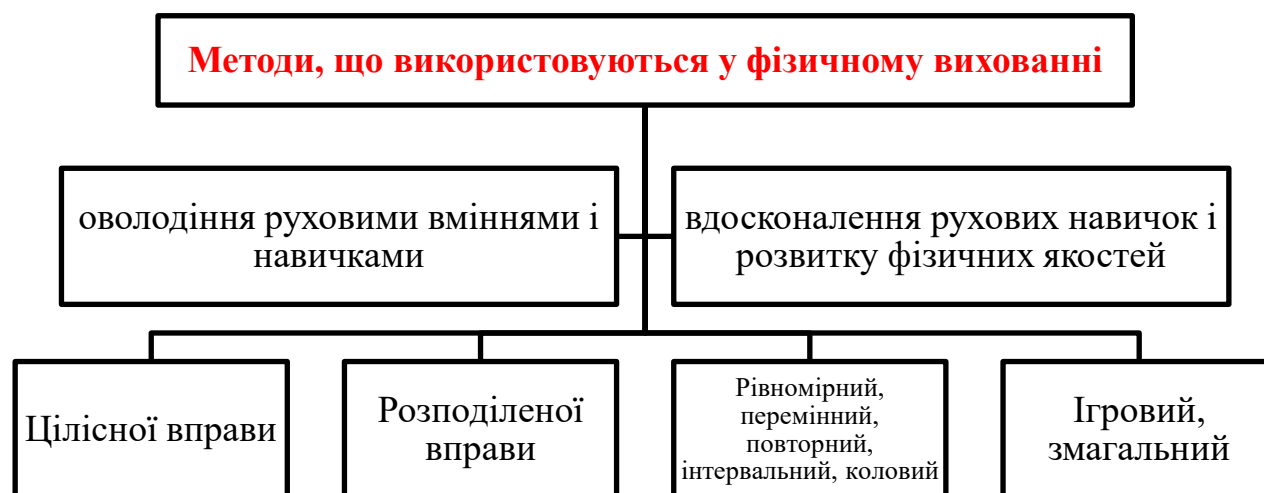 Методи, що використовуються у фізичному вихованні
оволодіння руховими вміннями і
навичками
вдосконалення рухових навичок і
розвитку фізичних якостей
Цілісної вправи
Розподіленої
вправи
Рівномірний,
перемінний,
повторний,
інтервальний, коловий
Ігровий,
змагальний